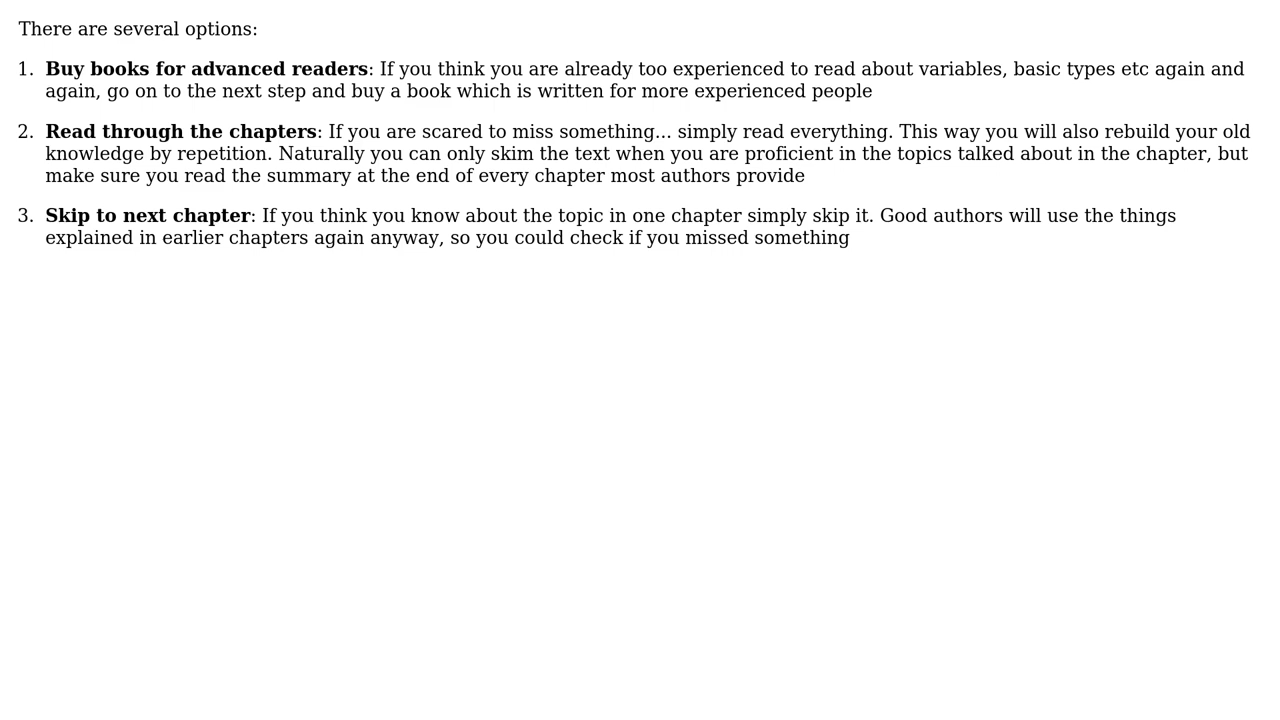 There are several options:
1. Buy books for advanced readers: If you think you are already too experienced to read about variables, basic types etc again and
again, go on to the next step and buy a book which is written for more experienced people
2. Read through the chapters: If you are scared to miss something... simply read everything. This way you will also rebuild your old
knowledge by repetition. Naturally you can only skim the text when you are proficient in the topics talked about in the chapter, but
make sure you read the summary at the end of every chapter most authors provide
3. Skip to next chapter: If you think you know about the topic in one chapter simply skip it. Good authors will use the things
explained in earlier chapters again anyway, so you could check if you missed something